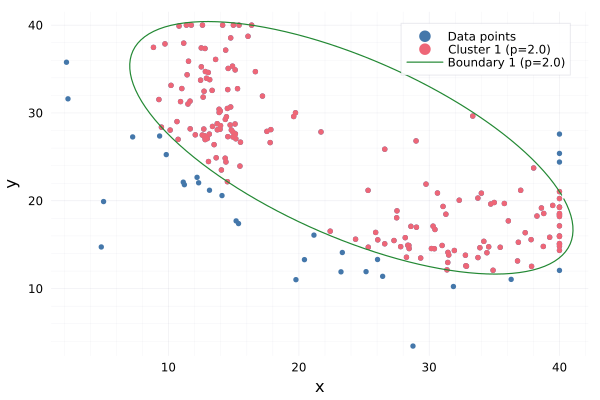 40
30
20
10
y
Data points
Cluster 1 (p=2.0)
Boundary 1 (p=2.0)
10 20 30 40
x